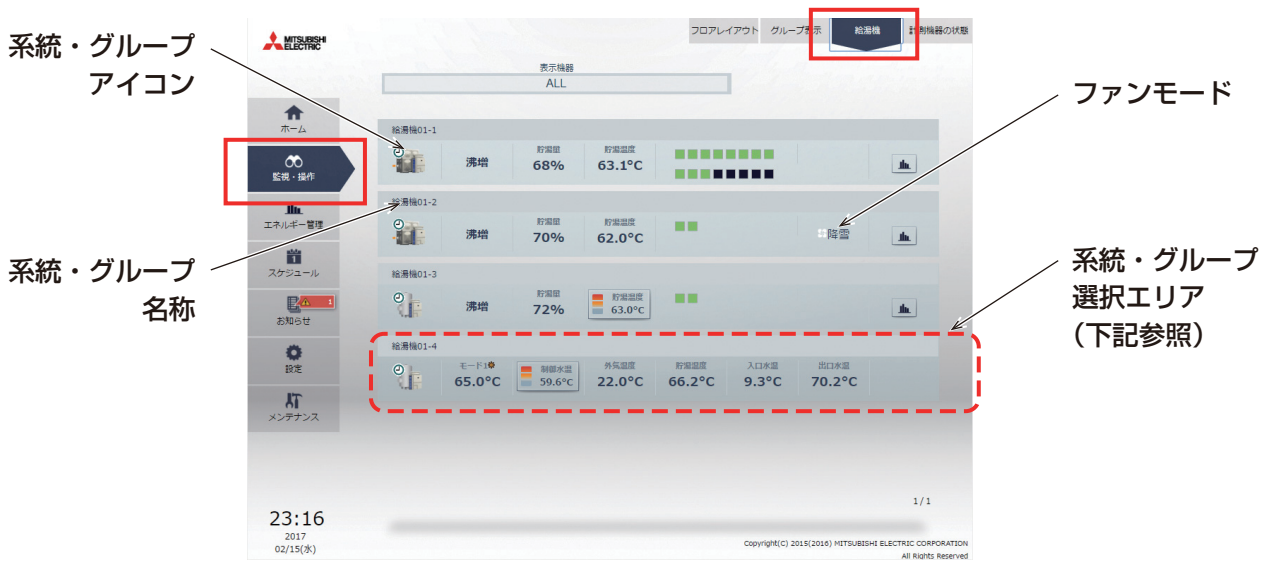 系統・グループ
アイコン
系統・グループ
名称
MITSUBISHI
ELECTRIC
フロアレイアウト
グループ表示
給湯機
計測機器の状態
表示機器
ALL
ホーム
監視・操作
エネルギー管理
スケジュール
1
お知らせ
設定
メンテナンス
給湯機01-1
沸増
貯湯量
68%
貯湯温度
63.1°C
給湯機01-2
沸増
貯湯量
70%
貯湯温度
62.0°C
降雪
給湯機01-3
沸増
貯湯量
72%
貯湯温度
63.0°C
給湯機01-4
モード1
65.0°C
制御水温
59.6°C
外気温度
22.0°C
貯湯温度
66.2°C
入口水温
9.3°C
出口水温
70.2°C
1/1
23:16
2017
02/15(水)
Copyright(C) 2015(2016) MITSUBISHI ELECTRIC CORPORATION
All Rights Reserved
ファンモード
系統・グループ
選択エリア
（下記参照）